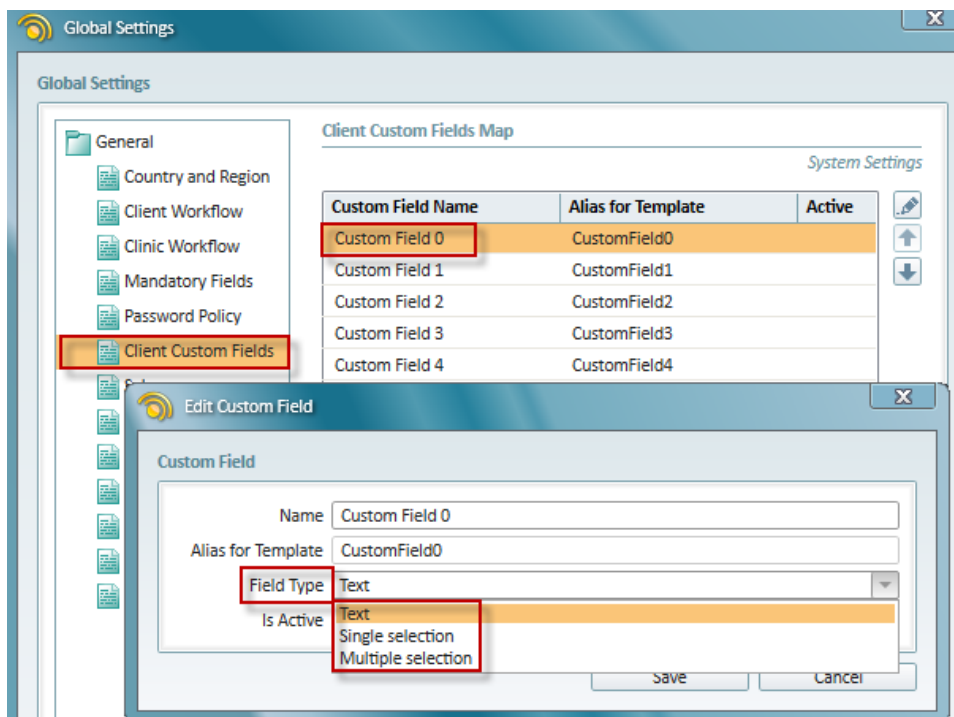 Global Settings
Global Settings
General
Country and Region
Client Workflow
Clinic Workflow
Mandatory Fields
Password Policy
Client Custom Fields
Client Custom Fields Map
System Settings
Custom Field Name Alias for Template Active
Custom Field 0 CustomField0
Custom Field 1 CustomField1
Custom Field 2 CustomField2
Custom Field 3 CustomField3
Custom Field 4 CustomField4
Edit Custom Field
Custom Field
Name Custom Field 0
Alias for Template CustomField0
Field Type Text
Is Active
Text
Single selection
Multiple selection
Save Cancel